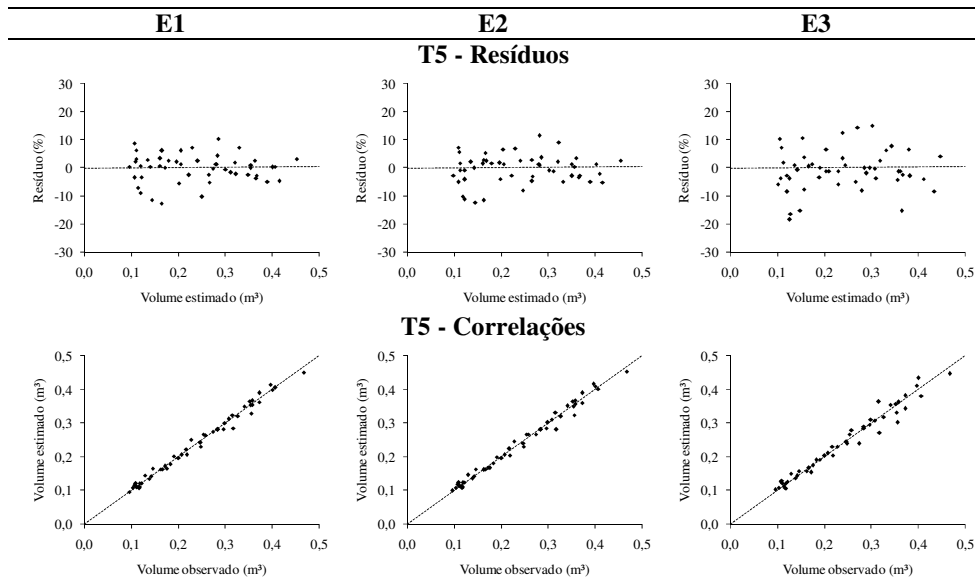 E1 E2 E3
T5 - Resíduos
Resíduo (%) Resíduo (%) Resíduo (%)
30 30 30
20 20 20
10 10 10
0 0 0
-10 -10 -10
-20 -20 -20
-30 -30 -30
0,0 0,1 0,2 0,3 0,4 0,5 0,0 0,1 0,2 0,3 0,4 0,5 0,0 0,1 0,2 0,3 0,4 0,5
Volume estimado (m³) Volume estimado (m³) Volume estimado (m³)
T5 - Correlações
Volume estimado (m³) Volume estimado (m³) Volume estimado (m³)
0,5 0,5 0,5
0,4 0,4 0,4
0,3 0,3 0,3
0,2 0,2 0,2
0,1 0,1 0,1
0,0 0,0 0,0
0,0 0,1 0,2 0,3 0,4 0,5 0,0 0,1 0,2 0,3 0,4 0,5 0,0 0,1 0,2 0,3 0,4 0,5
Volume observado (m³) Volume observado (m³) Volume observado (m³)